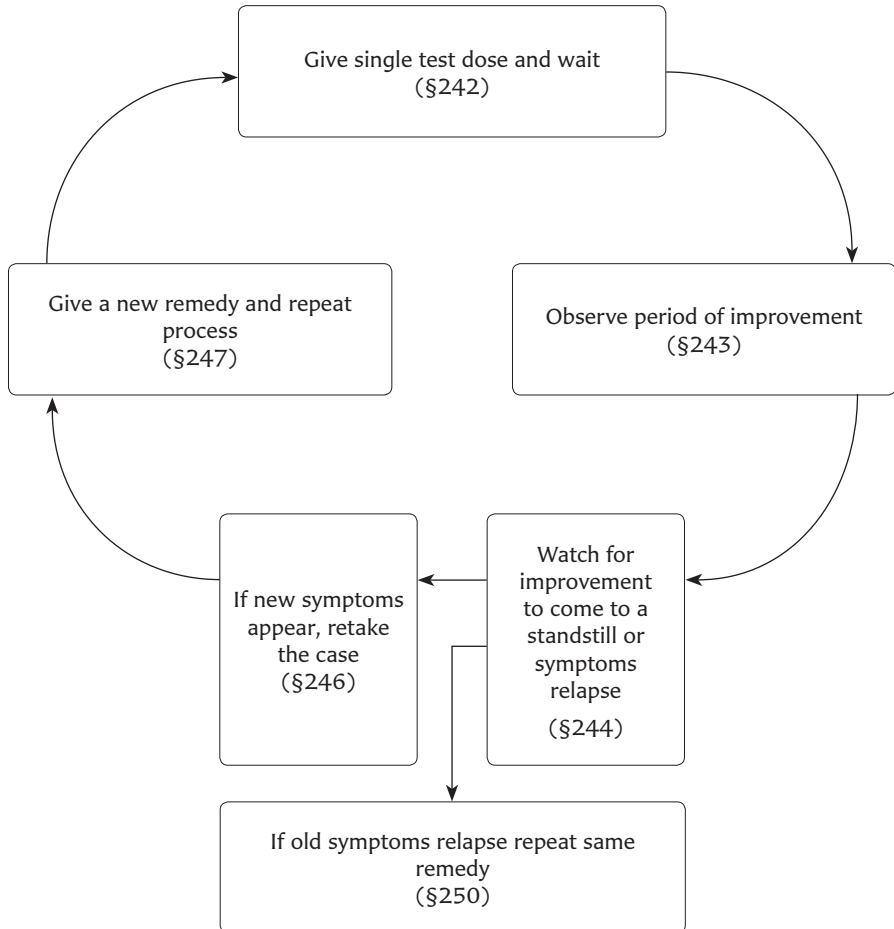 Give single test dose and wait
(§242)
Give a new remedy and repeat
process
(§247)
Observe period of improvement
(§243)
If new symptoms
appear, retake
the case
(§246)
Watch for
improvement
to come to a
standstill or
symptoms
relapse
(§244)
If old symptoms relapse repeat same
remedy
(§250)